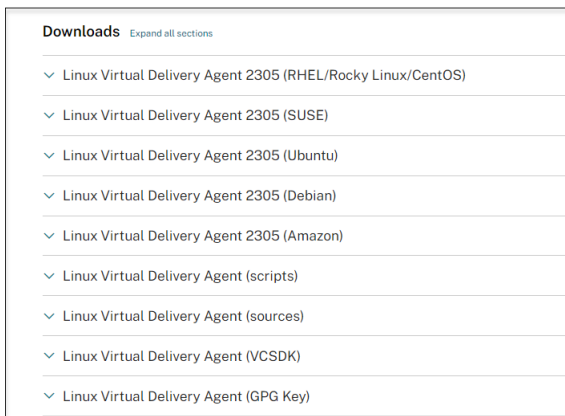 Downloads Expand all sections
Linux Virtual Delivery Agent 2305 (RHEL/Rocky Linux/CentOS)
Linux Virtual Delivery Agent 2305 (SUSE)
Linux Virtual Delivery Agent 2305 (Ubuntu)
Linux Virtual Delivery Agent 2305 (Debian)
Linux Virtual Delivery Agent 2305 (Amazon)
Linux Virtual Delivery Agent (scripts)
Linux Virtual Delivery Agent (sources)
Linux Virtual Delivery Agent (VCSDK)
Linux Virtual Delivery Agent (GPG Key)